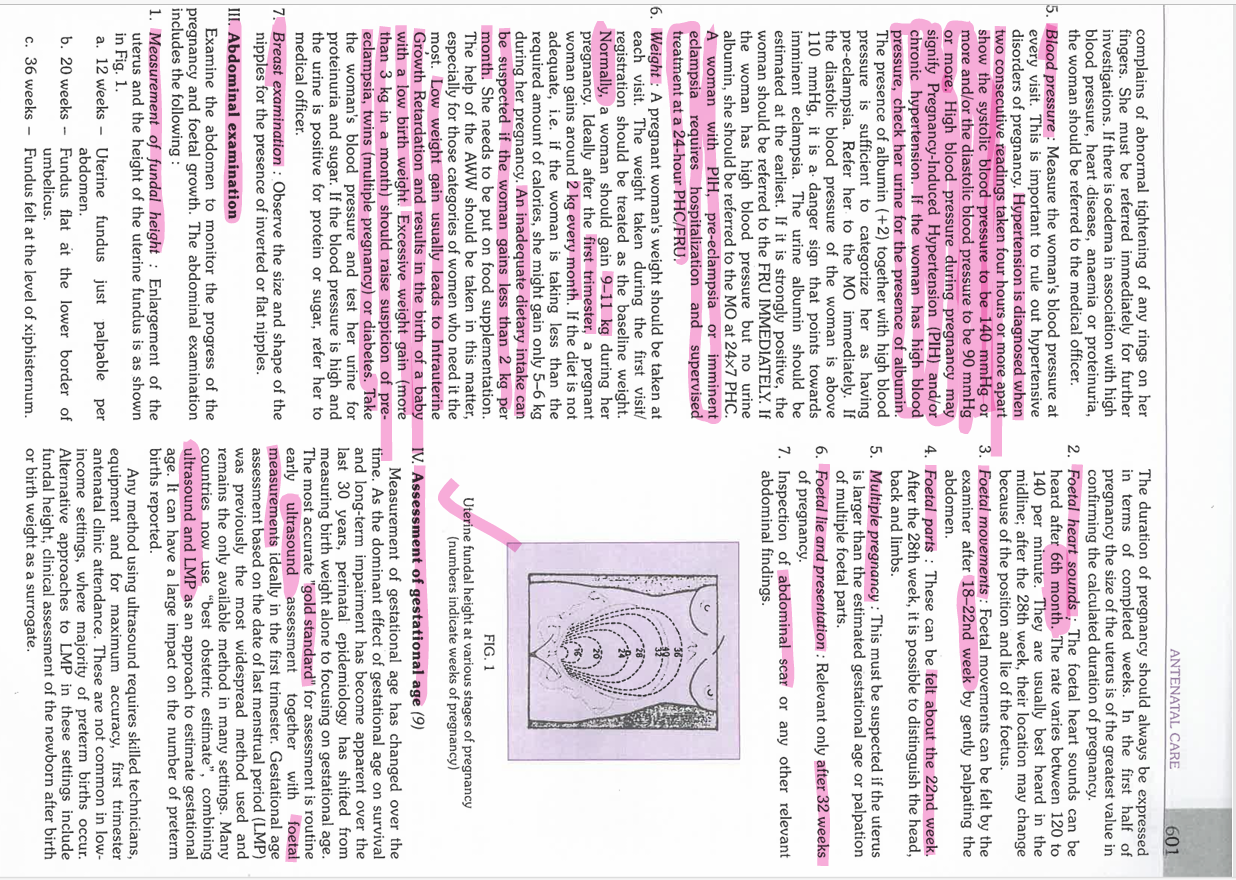 ANTENATAL CARE
601
complains of abnormal tightening of any rings on her
fingers. She must be referred immediately for further
investigations. If there is oedema in association with high
blood pressure, heart disease, anaemia or proteinuria,
the woman should be referred to the medical officer.
5. Blood pressure : Measure the woman's blood pressure at
every visit. This is important to rule out hypertensive
disorders of pregnancy. Hypertension is diagnosed when
two consecutive readings taken four hours or more apart
show the systolic blood pressure to be 140 mmHg or
more and/or the diastolic blood pressure to be 90 mmHg
or more. High blood pressure during pregnancy may
signify Pregnancy-Induced Hypertension (PIH) and/or
chronic hypertension. If the woman has high blood
pressure, check her urine for the presence of albumin.
The presence of albumin (+2) together with high blood
pressure is sufficient to categorize her as having
pre-eclampsia. Refer her to the MO immediately. If
the diastolic blood pressure of the woman is above
110 mmHg, it is a danger sign that points towards
imminent eclampsia. The urine albumin should be
estimated at the earliest. If it is strongly positive, the
woman should be referred to the FRU IMMEDIATELY. If
the woman has high blood pressure but no urine
albumin, she should be referred to the MO at 24x7 PHC.
A woman with PIH, pre-eclampsia or imminent
eclampsia requires hospitalization and supervised
treatment at a 24-hour PHC/FRU.
6. Weight : A pregnant woman's weight should be taken at
each visit. The weight taken during the first visit/
registration should be treated as the baseline weight.
Normally, a woman should gain 9–11 kg during her
pregnancy. Ideally after the first trimester, a pregnant
woman gains around 2 kg every month. If the diet is not
adequate, i.e. if the woman is taking less than the
required amount of calories, she might gain only 5–6 kg
during her pregnancy. An inadequate dietary intake can
be suspected if the woman gains less than 2 kg per
month. She needs to be put on food supplementation.
The help of the AWW should be taken in this matter,
especially for those categories of women who need it the
most. Low weight gain usually leads to Intrauterine
Growth Retardation and results in the birth of a baby
with a low birth weight. Excessive weight gain (more
than 3 kg in a month) should raise suspicion of pre-
eclampsia, twins (multiple pregnancy) or diabetes. Take
the woman's blood pressure and test her urine for
proteinuria and sugar. If the blood pressure is high and
the urine is positive for protein or sugar, refer her to
medical officer.
7. Breast examination : Observe the size and shape of the
nipples for the presence of inverted or flat nipples.
III. Abdominal examination
Examine the abdomen to monitor the progress of the
pregnancy and foetal growth. The abdominal examination
includes the following :
1. Measurement of fundal height : Enlargement of the
uterus and the height of the uterine fundus is as shown
in Fig. 1.
a. 12 weeks – Uterine fundus just palpable per
abdomen.
b. 20 weeks – Fundus flat at the lower border of
umbelicus.
c. 36 weeks – Fundus felt at the level of xiphisternum.
The duration of pregnancy should always be expressed
in terms of completed weeks. In the first half of
pregnancy the size of the uterus is of the greatest value in
confirming the calculated duration of pregnancy.
2. Foetal heart sounds : The foetal heart sounds can be
heard after 6th month. The rate varies between 120 to
140 per minute. They are usually best heard in the
midline; after the 28th week, their location may change
because of the position and lie of the foetus.
3. Foetal movements : Foetal movements can be felt by the
examiner after 18–22nd week by gently palpating the
abdomen.
4. Foetal parts : These can be felt about the 22nd week.
After the 28th week, it is possible to distinguish the head,
back and limbs.
5. Multiple pregnancy : This must be suspected if the uterus
is larger than the estimated gestational age or palpation
of multiple foetal parts.
6. Foetal lie and presentation : Relevant only after 32 weeks
of pregnancy.
7. Inspection of abdominal scar or any other relevant
abdominal findings.
36
32
28
24
20
16
FIG. 1
Uterine fundal height at various stages of pregnancy
(numbers indicate weeks of pregnancy)
IV. Assessment of gestational age (9)
Measurement of gestational age has changed over the
time. As the dominant effect of gestational age on survival
and long-term impairment has become apparent over the
last 30 years, perinatal epidemiology has shifted from
measuring birth weight alone to focusing on gestational age.
The most accurate "gold standard" for assessment is routine
early ultrasound assessment together with foetal
measurements ideally in the first trimester. Gestational age
assessment based on the date of last menstrual period (LMP)
was previously the most widespread method used and
remains the only available method in many settings. Many
countries now use "best obstetric estimate", combining
ultrasound and LMP as an approach to estimate gestational
age. It can have a large impact on the number of preterm
births reported.
Any method using ultrasound requires skilled technicians,
equipment and for maximum accuracy, first trimester
antenatal clinic attendance. These are not common in low-
income settings, where majority of preterm births occur.
Alternative approaches to LMP in these settings include
fundal height, clinical assessment of the newborn after birth
or birth weight as a surrogate.